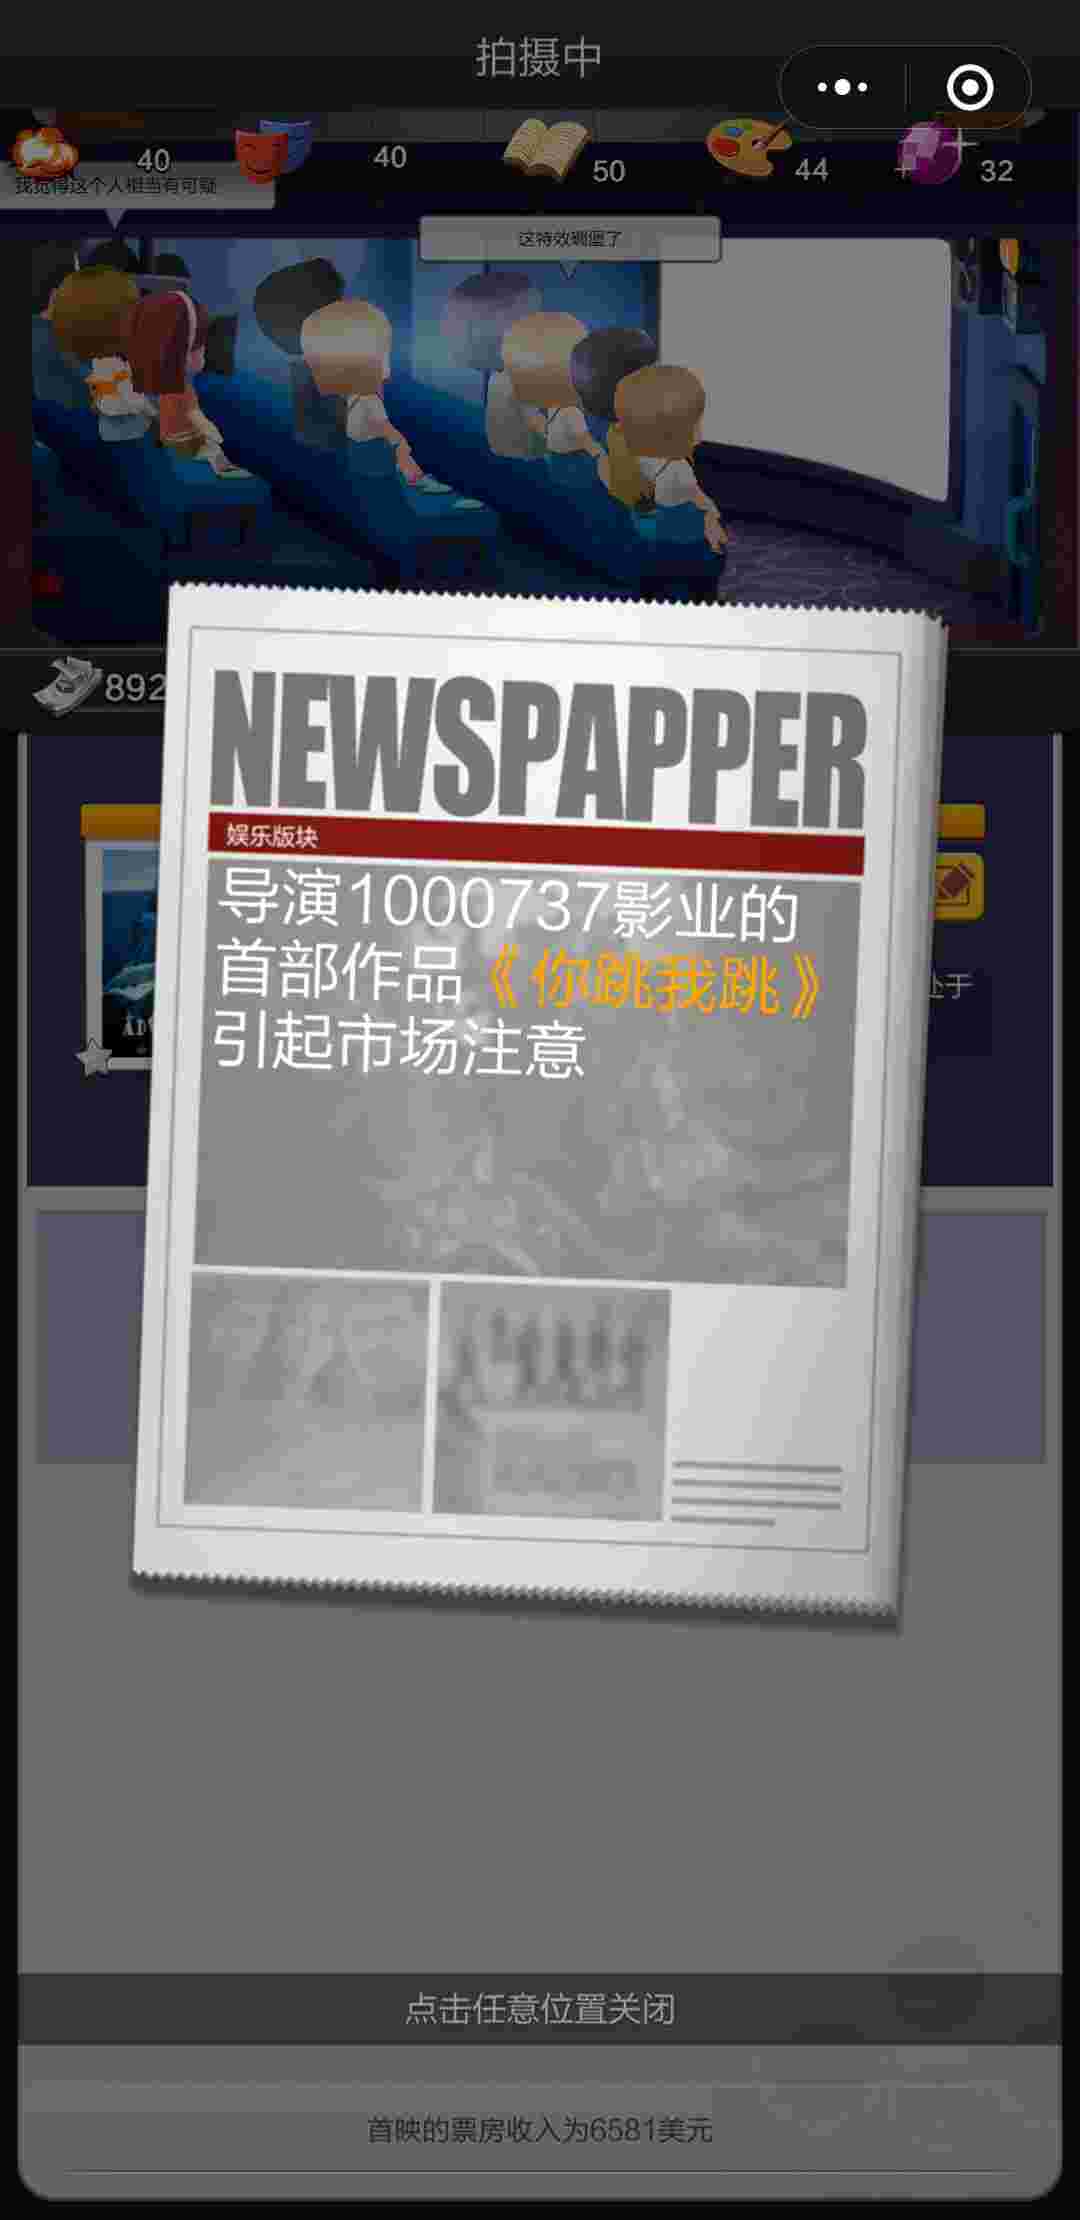 拍摄中
40
40
50
44
32
我觉得这个人相当有可疑
这特效碉堡了
892
NEWSPAPPER
娱乐版块
导演1000737影业的
首部作品《你跳我跳》
引起市场注意
处于
点击任意位置关闭
首映的票房收入为6581美元